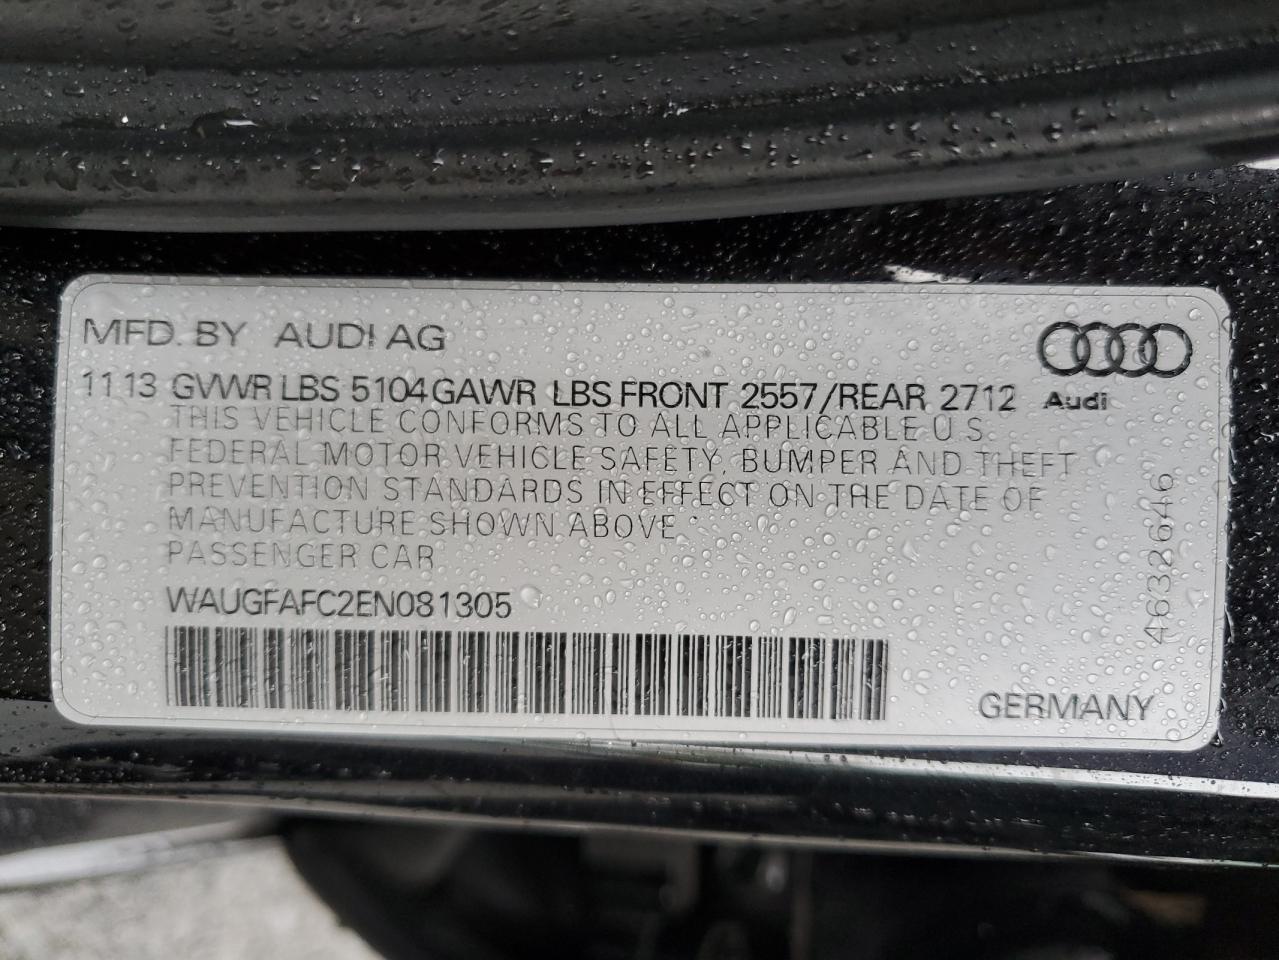 MFD. BY AUDI AG
11 13 GVWR LBS 5104 GAWR LBS FRONT 2557/REAR 2712
Audi
THIS VEHICLE CONFORMS TO ALL APPLICABLE U S
FEDERAL MOTOR VEHICLE SAFETY, BUMPER AND THEFT
PREVENTION STANDARDS IN EFFECT ON THE DATE OF
MANUFACTURE SHOWN ABOVE
PASSENGER CAR
WAUGFAFC2EN081305
GERMANY
4632646